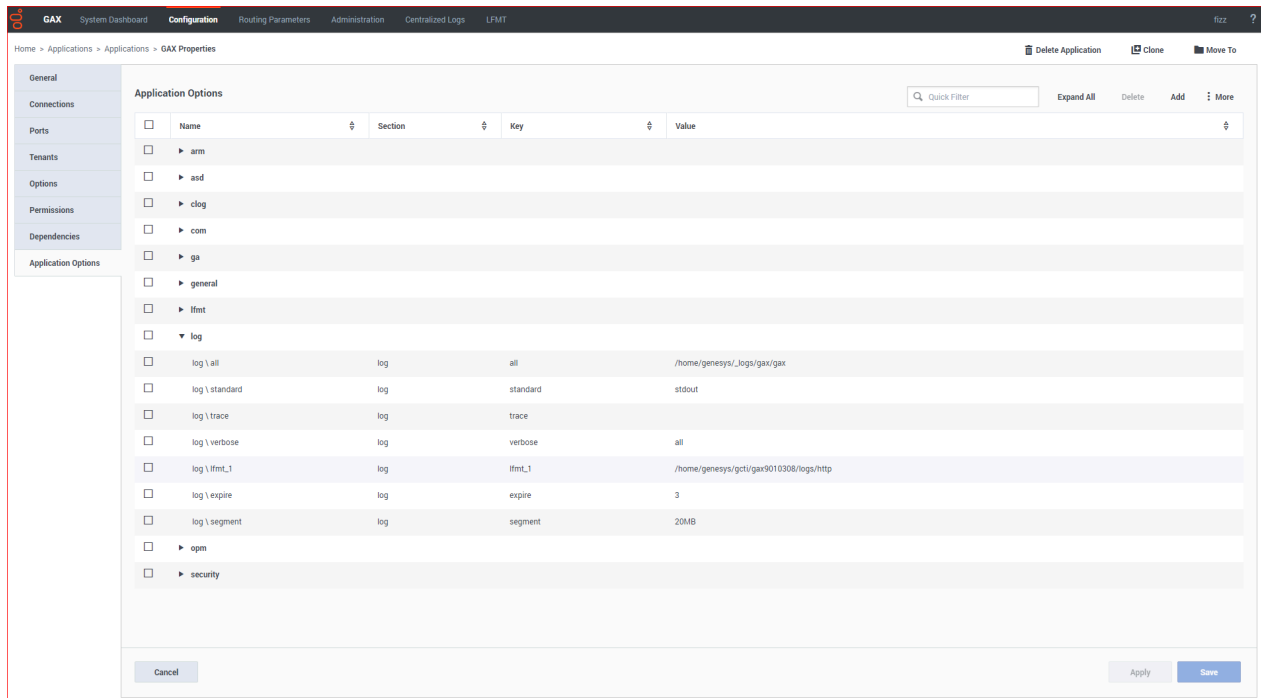 GAX System Dashboard Configuration Routing Parameters Administration Centralized Logs LFMT fizz ?
Home > Applications > Applications > GAX Properties Delete Application Clone Move To
General
Connections
Ports
Tenants
Options
Permissions
Dependencies
Application Options
Application Options Quick Filter Expand All Delete Add More
Name Section Key Value
arm
asd
clog
com
ga
general
lfmt
log
log \ all log all /home/genesys/_logs/gax/gax
log \ standard log standard stdout
log \ trace log trace
log \ verbose log verbose all
log \ lfmt_1 log lfmt_1 /home/genesys/gcti/gax9010308/logs/http
log \ expire log expire 3
log \ segment log segment 20MB
opm
security
Cancel Apply Save